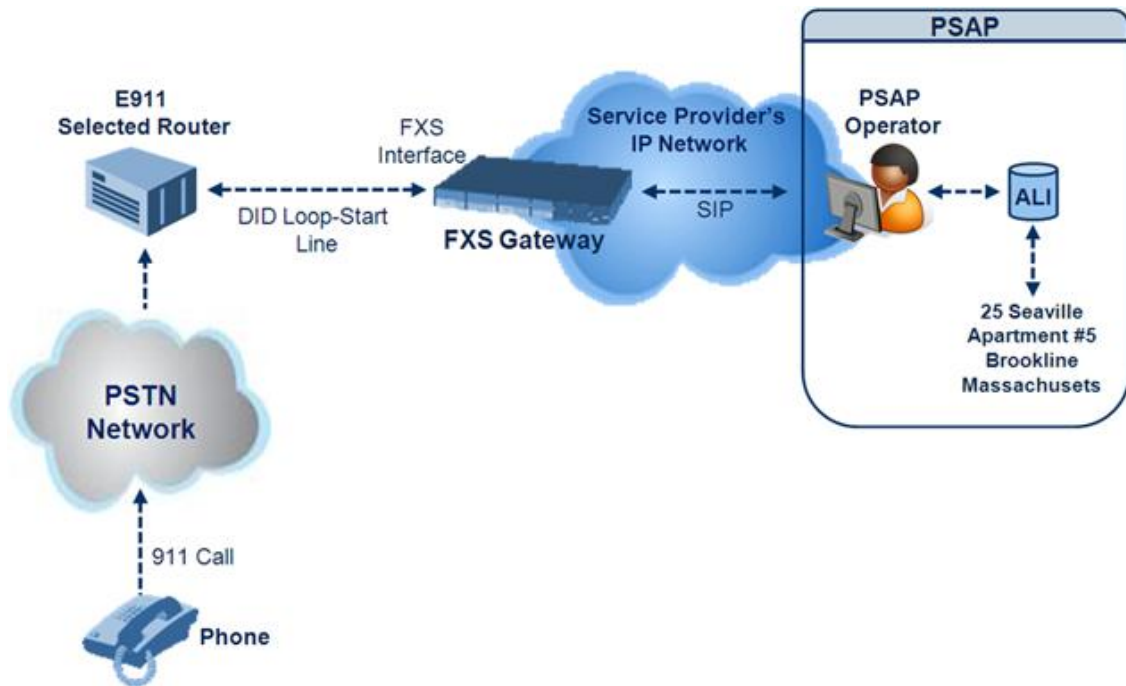 PSAP
E911
Selected Router
FXS
Interface
Service Provider's
IP Network
PSAP
Operator
DID Loop-Start
Line
FXS Gateway
SIP
ALI
25 Seaville
Apartment #5
Brookline
Massachusets
PSTN
Network
911 Call
Phone